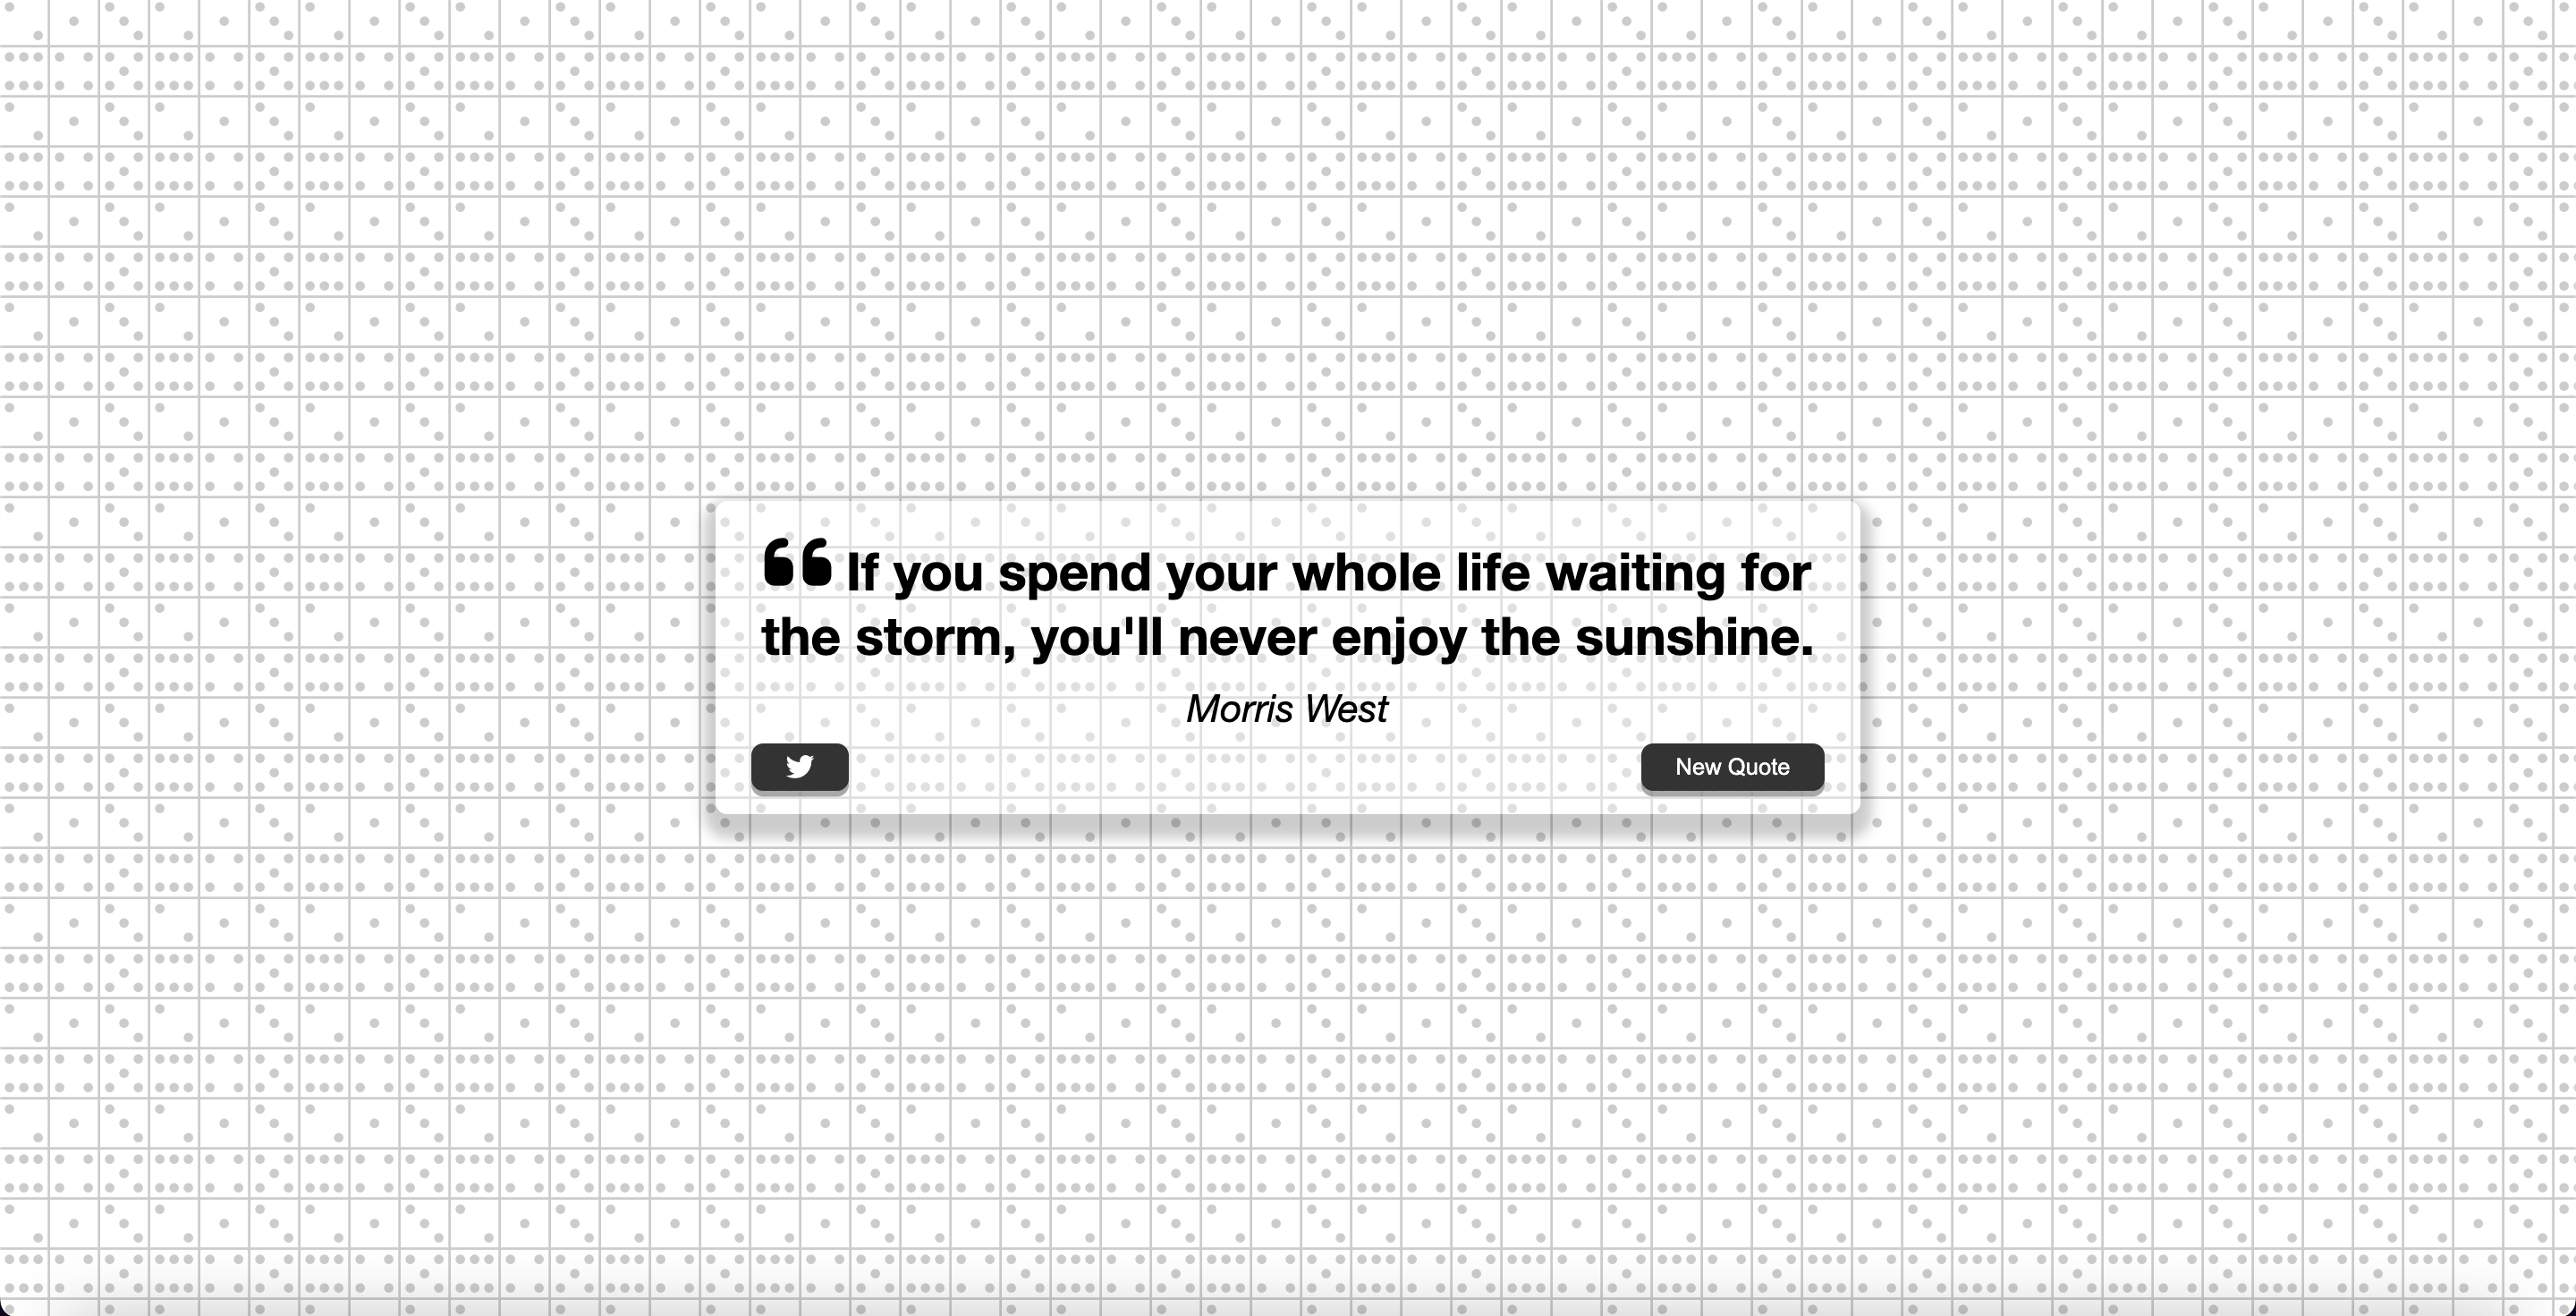 ❝ If you spend your whole life waiting for
the storm, you'll never enjoy the sunshine.
Morris West
New Quote